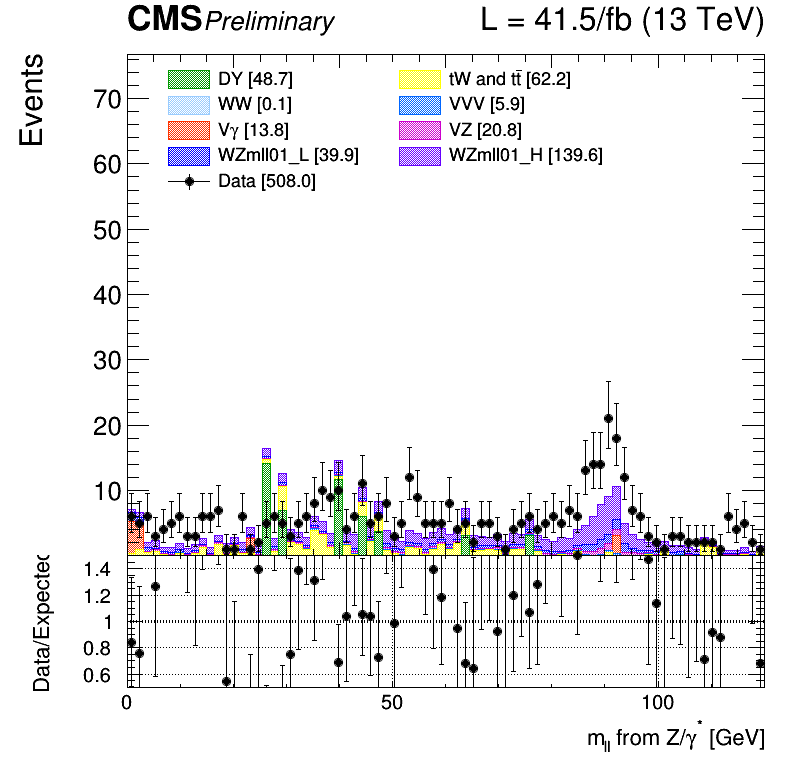 CMS Preliminary L = 41.5/fb (13 TeV)
Events
DY [48.7] tW and tt̄ [62.2]
WW [0.1] VVV [5.9]
Vγ [13.8] VZ [20.8]
WZmll01_L [39.9] WZmll01_H [139.6]
Data [508.0]
70
60
50
40
30
20
10
Data/Expected
1.4
1.2
1
0.8
0.6
0 50 100
m_ll from Z/γ* [GeV]